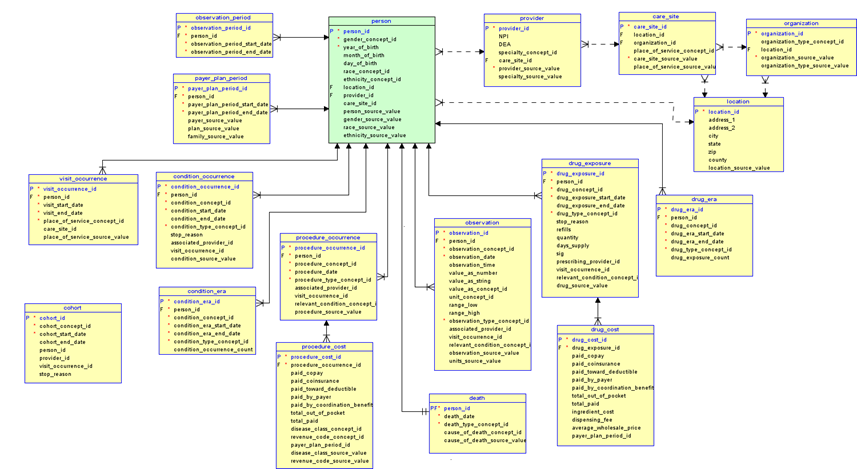 observation_period
P * observation_period_id
F * person_id
* observation_period_start_date
* observation_period_end_date
payer_plan_period
P * payer_plan_period_id
F * person_id
* payer_plan_period_start_date
* payer_plan_period_end_date
payer_source_value
plan_source_value
family_source_value
person
P * person_id
* gender_concept_id
* year_of_birth
month_of_birth
day_of_birth
race_concept_id
ethnicity_concept_id
F location_id
F provider_id
care_site_id
person_source_value
gender_source_value
race_source_value
ethnicity_source_value
provider
P * provider_id
NPI
DEA
specialty_concept_id
F care_site_id
* provider_source_value
specialty_source_value
care_site
P * care_site_id
F location_id
F organization_id
place_of_service_concept_id
* care_site_source_value
place_of_service_source_value
organization
P * organization_id
organization_type_concept_id
F location_id
* organization_source_value
organization_type_source_value
location
P * location_id
address_1
address_2
city
state
zip
county
location_source_value
visit_occurrence
P * visit_occurrence_id
F * person_id
* visit_start_date
* visit_end_date
* place_of_service_concept_id
care_site_id
place_of_service_source_value
condition_occurrence
P * condition_occurrence_id
F * person_id
* condition_concept_id
* condition_start_date
condition_end_date
* condition_type_concept_id
stop_reason
associated_provider_id
visit_occurrence_id
condition_source_value
procedure_occurrence
P * procedure_occurrence_id
F * person_id
* procedure_concept_id
* procedure_date
* procedure_type_concept_id
associated_provider_id
visit_occurrence_id
relevant_condition_concept_i
procedure_source_value
observation
P * observation_id
F * person_id
* observation_concept_id
* observation_date
observation_time
value_as_number
value_as_string
value_as_concept_id
unit_concept_id
range_low
range_high
* observation_type_concept_id
associated_provider_id
visit_occurrence_id
relevant_condition_concept_i
observation_source_value
units_source_value
drug_exposure
P * drug_exposure_id
F * person_id
* drug_concept_id
* drug_exposure_start_date
drug_exposure_end_date
* drug_type_concept_id
stop_reason
refills
quantity
days_supply
sig
prescribing_provider_id
visit_occurrence_id
relevant_condition_concept_i
drug_source_value
drug_era
P * drug_era_id
F * person_id
* drug_concept_id
* drug_era_start_date
* drug_era_end_date
* drug_type_concept_id
drug_exposure_count
cohort
P * cohort_id
* cohort_concept_id
* cohort_start_date
cohort_end_date
person_id
provider_id
visit_occurrence_id
stop_reason
condition_era
P * condition_era_id
F * person_id
* condition_concept_id
* condition_era_start_date
* condition_era_end_date
* condition_type_concept_id
condition_occurrence_count
procedure_cost
P * procedure_cost_id
F * procedure_occurrence_id
paid_copay
paid_coinsurance
paid_toward_deductible
paid_by_payer
paid_by_coordination_benefit
total_out_of_pocket
total_paid
disease_class_concept_id
revenue_code_concept_id
payer_plan_period_id
disease_class_source_value
revenue_code_source_value
death
PF * person_id
* death_date
* death_type_concept_id
cause_of_death_concept_id
cause_of_death_source_value
drug_cost
P * drug_cost_id
F * drug_exposure_id
paid_copay
paid_coinsurance
paid_toward_deductible
paid_by_payer
paid_by_coordination_benefit
total_out_of_pocket
total_paid
ingredient_cost
dispensing_fee
average_wholesale_price
payer_plan_period_id